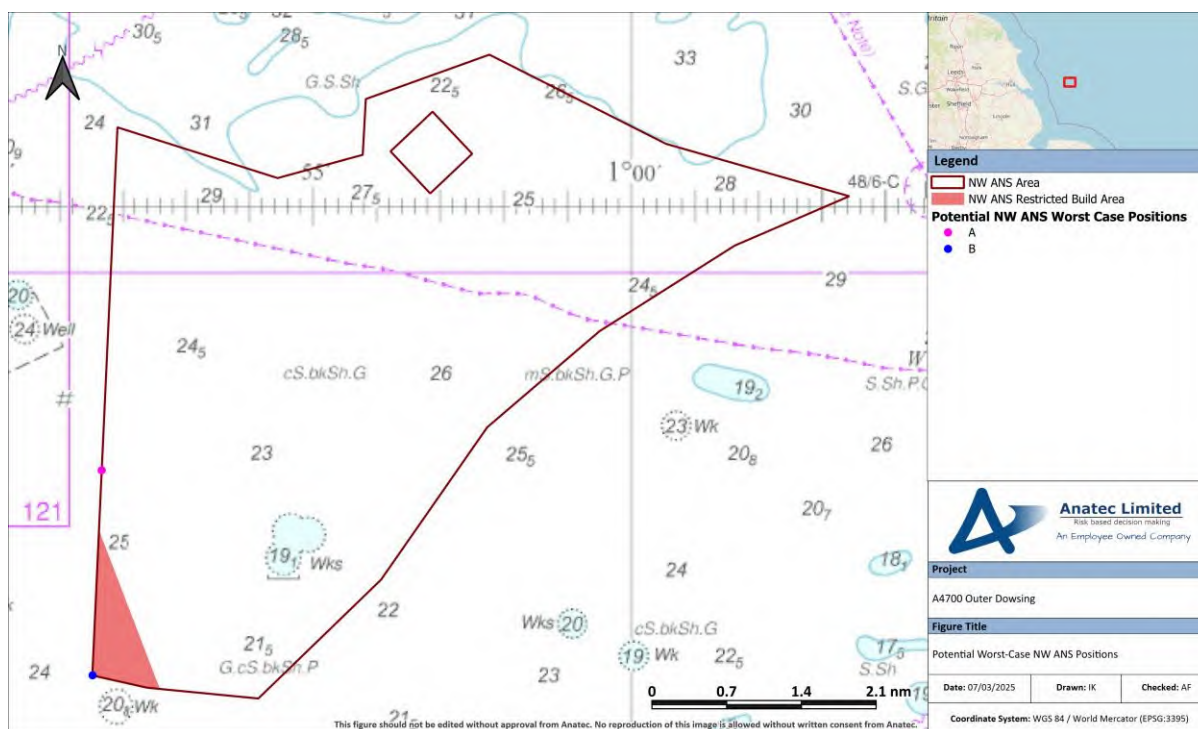 30₅
32
31
28₅
G.S.Sh
22₅
26₅
33
30
Note)
S.G
N
24
31
29
27₅
25
1°00'
28
48/6-C
22₅
29
24₅
20
24 Well
24₅
cS.bkSh.G
26
mS.bkSh.G.P
19₂
S.Sh.P.
W
#
23
25₅
23 Wk
20₈
26
121
25
19₁ Wks
20₇
24
18₁
22
21₅
G.cS.bkSh.P
Wks 20
cS.bkSh.G
19 Wk
22₅
17₅
S.Sh
24
23
Wk
0 0.7 1.4 2.1 nm
This figure should not be edited without approval from Anatec. No reproduction of this image is allowed without written consent from Anatec.
Leeds
Sheffield
Legend
NW ANS Area
NW ANS Restricted Build Area
Potential NW ANS Worst Case Positions
A
B
Anatec Limited
Risk based decision making
An Employee Owned Company
Project
A4700 Outer Dowsing
Figure Title
Potential Worst-Case NW ANS Positions
Date: 07/03/2025 Drawn: IK Checked: AF
Coordinate System: WGS 84 / World Mercator (EPSG:3395)